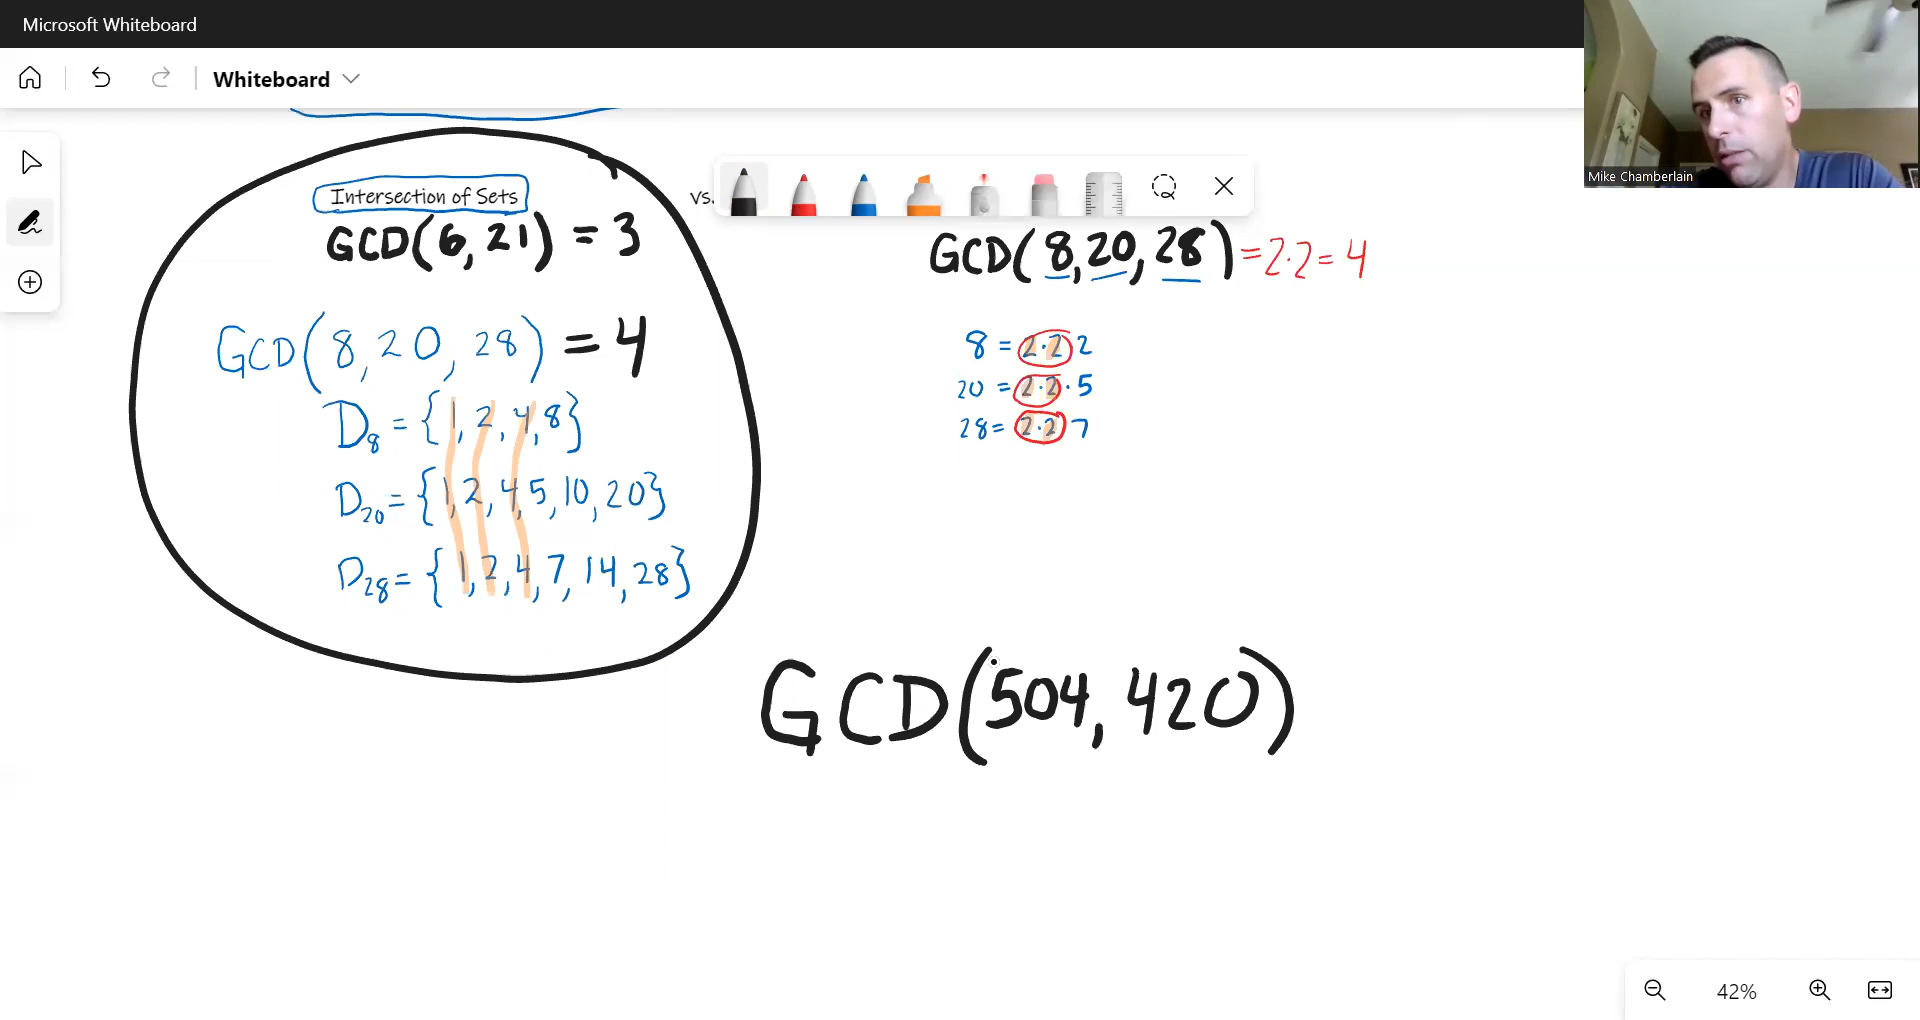 Microsoft Whiteboard
Whiteboard
Mike Chamberlain
Intersection of Sets
vs.
GCD(6, 21) = 3
GCD(8, 20, 28) = 4
D₈ = {1, 2, 4, 8}
D₂₀ = {1, 2, 4, 5, 10, 20}
D₂₈ = {1, 2, 4, 7, 14, 28}
GCD(8, 20, 28) = 2·2 = 4
8 = 2·2 2
20 = 2·2·5
28 = 2·2 7
GCD(504, 420)
42%